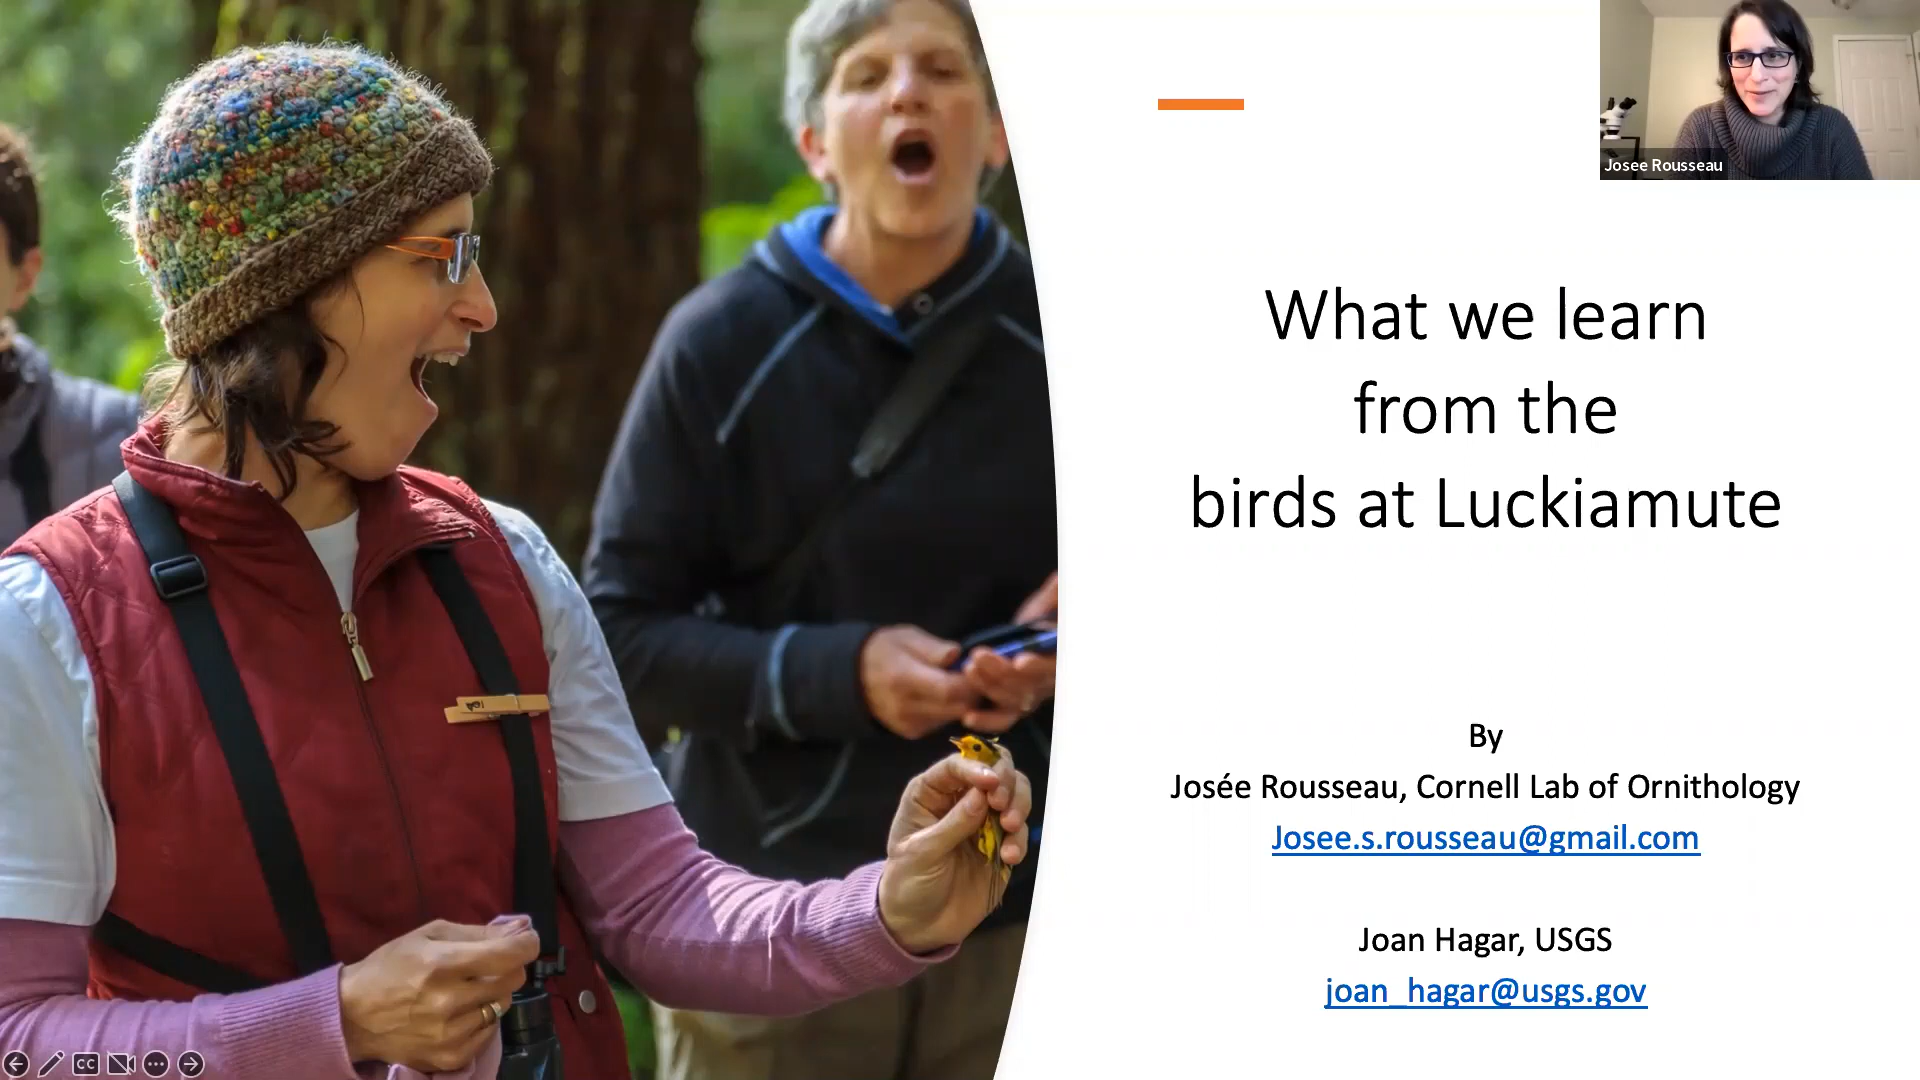 Josee Rousseau
What we learn
from the
birds at Luckiamute
By
Josée Rousseau, Cornell Lab of Ornithology
Josee.s.rousseau@gmail.com
Joan Hagar, USGS
joan_hagar@usgs.gov
CC